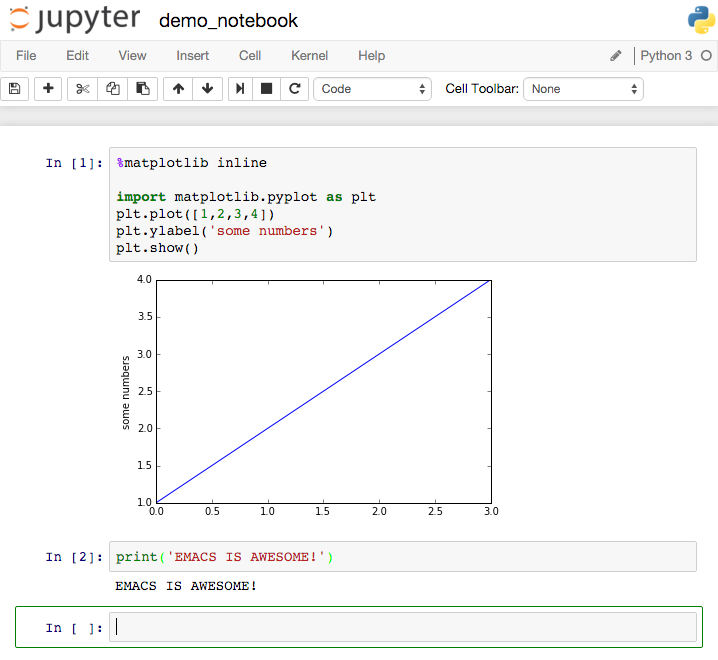 jupyter demo_notebook
File Edit View Insert Cell Kernel Help Python 3
Code Cell Toolbar: None
In [1]: %matplotlib inline
import matplotlib.pyplot as plt
plt.plot([1,2,3,4])
plt.ylabel('some numbers')
plt.show()
4.0
3.5
3.0
2.5
2.0
1.5
1.0
some numbers
0.0 0.5 1.0 1.5 2.0 2.5 3.0
In [2]: print('EMACS IS AWESOME!')
EMACS IS AWESOME!
In [ ]: